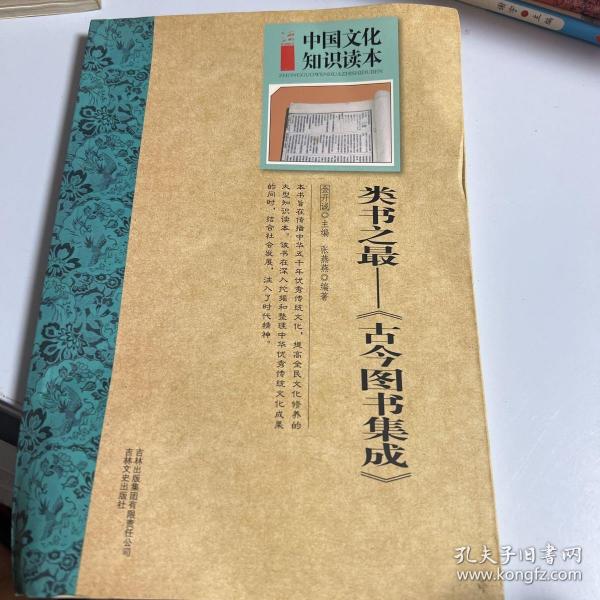 中国文化
知识读本
ZHONGGUOWENHUAZHISHIDUBEN
类书之最——《古今图书集成》
金开诚◎主编 张燕燕◎编著
本书旨在传播中华五千年优秀传统文化，提高全民文化修养的
大型知识读本。该书在深入挖掘和整理中华优秀传统文化成果
的同时，结合社会发展，注入了时代精神。
吉林出版集团有限责任公司
吉林文史出版社
主编
孔夫子旧书网
www.kongfz.com